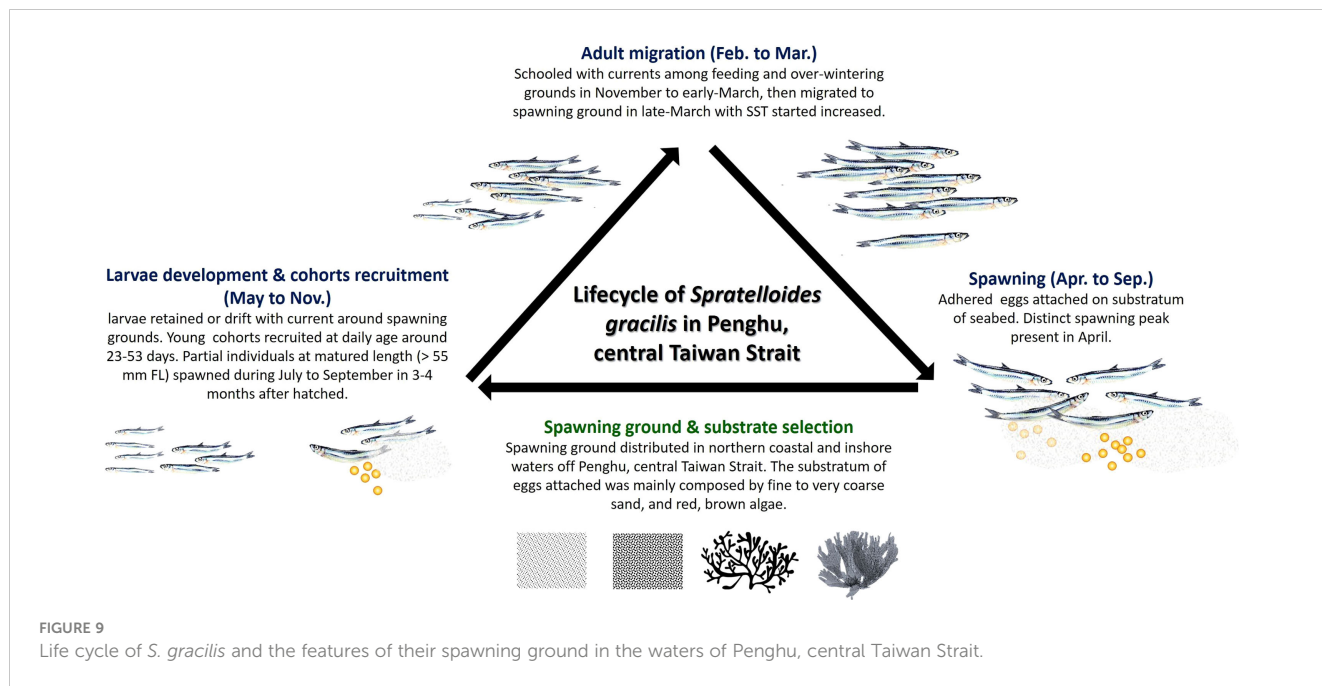 Adult migration (Feb. to Mar.)
Schooled with currents among feeding and over-wintering
grounds in November to early-March, then migrated to
spawning ground in late-March with SST started increased.
Larvae development & cohorts recruitment
(May to Nov.)
larvae retained or drift with current around spawning
grounds. Young cohorts recruited at daily age around
23-53 days. Partial individuals at matured length (> 55
mm FL) spawned during July to September in 3-4
months after hatched.
Lifecycle of Spratelloides
gracilis in Penghu,
central Taiwan Strait
Spawning (Apr. to Sep.)
Adhered eggs attached on substratum
of seabed. Distinct spawning peak
present in April.
Spawning ground & substrate selection
Spawning ground distributed in northern coastal and inshore
waters off Penghu, central Taiwan Strait. The substratum of
eggs attached was mainly composed by fine to very coarse
sand, and red, brown algae.
FIGURE 9
Life cycle of S. gracilis and the features of their spawning ground in the waters of Penghu, central Taiwan Strait.